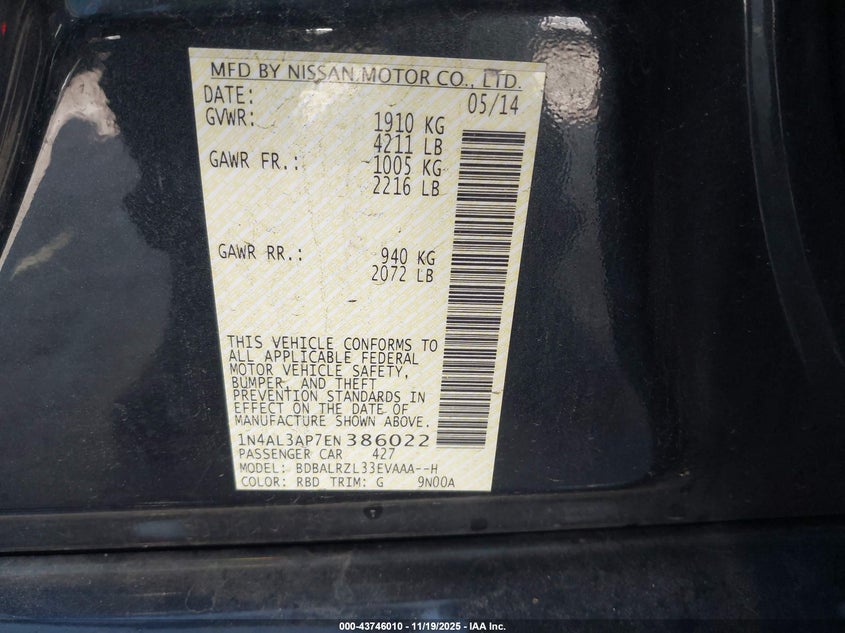 MFD BY NISSAN MOTOR CO., LTD.
DATE: 05/14
GVWR: 1910 KG
4211 LB
GAWR FR.: 1005 KG
2216 LB
GAWR RR.: 940 KG
2072 LB
THIS VEHICLE CONFORMS TO
ALL APPLICABLE FEDERAL
MOTOR VEHICLE SAFETY,
BUMPER, AND THEFT
PREVENTION STANDARDS IN
EFFECT ON THE DATE OF
MANUFACTURE SHOWN ABOVE.
1N4AL3AP7EN386022
PASSENGER CAR 427
MODEL: BDBALRZL33EVAAA--H
COLOR: RBD TRIM: G 9N00A
000-43746010 - 11/19/2025 - IAA Inc.